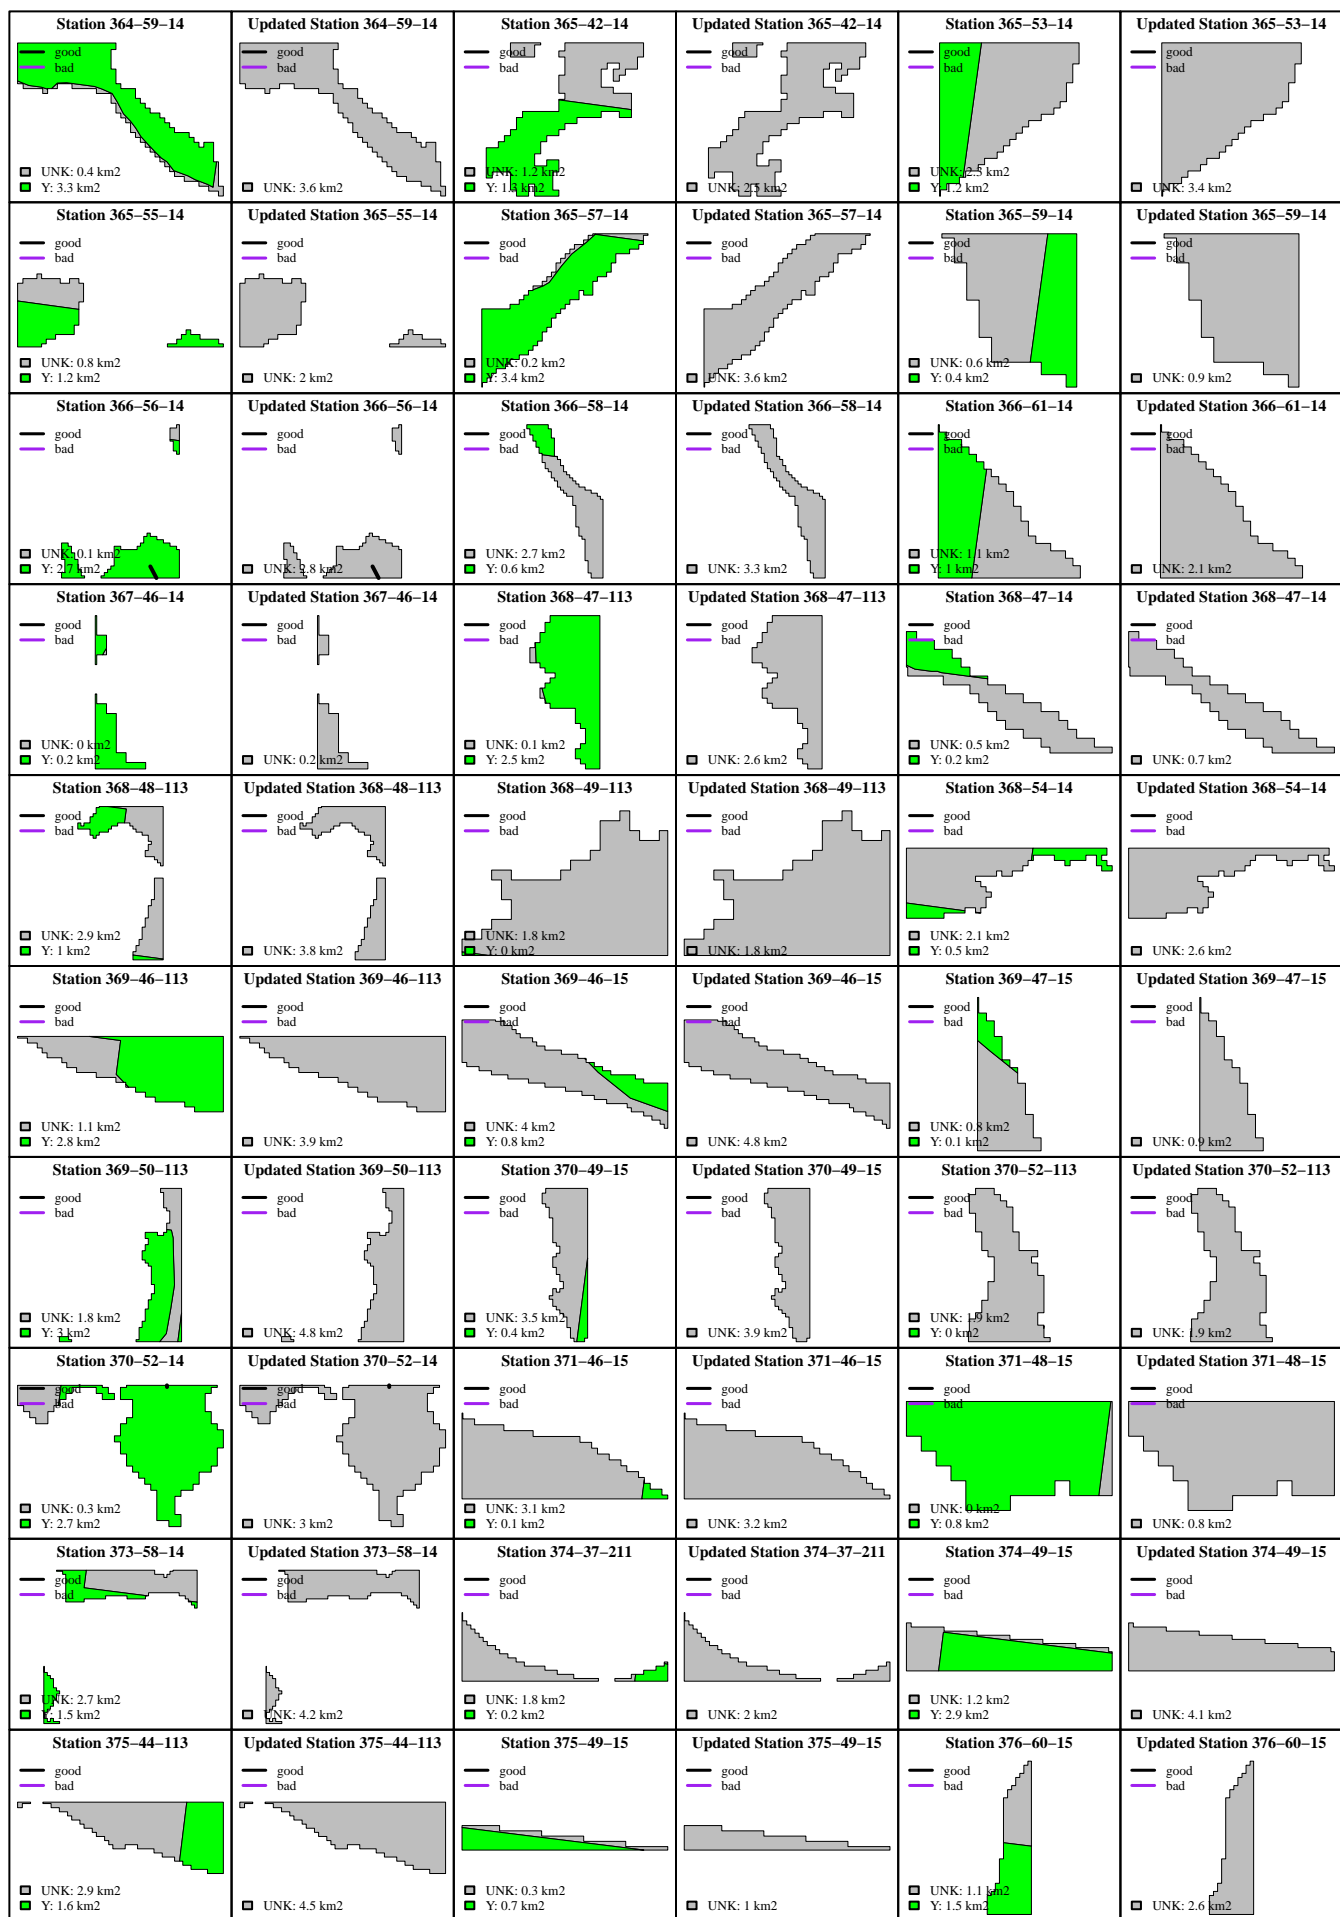 Station 364−59−14
good
bad
UNK: 0.4 km2
Y: 3.3 km2
Updated Station 364−59−14
good
bad
UNK: 3.6 km2
Station 365−42−14
good
bad
UNK: 1.2 km2
Y: 1.3 km2
Updated Station 365−42−14
good
bad
UNK: 2.5 km2
Station 365−53−14
good
bad
UNK: 2.3 km2
Y: 1.2 km2
Updated Station 365−53−14
good
bad
UNK: 3.4 km2
Station 365−55−14
good
bad
UNK: 0.8 km2
Y: 1.2 km2
Updated Station 365−55−14
good
bad
UNK: 2 km2
Station 365−57−14
good
bad
UNK: 0.2 km2
Y: 3.4 km2
Updated Station 365−57−14
good
bad
UNK: 3.6 km2
Station 365−59−14
good
bad
UNK: 0.6 km2
Y: 0.4 km2
Updated Station 365−59−14
good
bad
UNK: 0.9 km2
Station 366−56−14
good
bad
UNK: 0.1 km2
Y: 2.7 km2
Updated Station 366−56−14
good
bad
UNK: 2.8 km2
Station 366−58−14
good
bad
UNK: 2.7 km2
Y: 0.6 km2
Updated Station 366−58−14
good
bad
UNK: 3.3 km2
Station 366−61−14
good
bad
UNK: 1.1 km2
Y: 1 km2
Updated Station 366−61−14
good
bad
UNK: 2.1 km2
Station 367−46−14
good
bad
UNK: 0 km2
Y: 0.2 km2
Updated Station 367−46−14
good
bad
UNK: 0.2 km2
Station 368−47−113
good
bad
UNK: 0.1 km2
Y: 2.5 km2
Updated Station 368−47−113
good
bad
UNK: 2.6 km2
Station 368−47−14
good
bad
UNK: 0.5 km2
Y: 0.2 km2
Updated Station 368−47−14
good
bad
UNK: 0.7 km2
Station 368−48−113
good
bad
UNK: 2.9 km2
Y: 1 km2
Updated Station 368−48−113
good
bad
UNK: 3.8 km2
Station 368−49−113
good
bad
UNK: 1.8 km2
Y: 0 km2
Updated Station 368−49−113
good
bad
UNK: 1.8 km2
Station 368−54−14
good
bad
UNK: 2.1 km2
Y: 0.5 km2
Updated Station 368−54−14
good
bad
UNK: 2.6 km2
Station 369−46−113
good
bad
UNK: 1.1 km2
Y: 2.8 km2
Updated Station 369−46−113
good
bad
UNK: 3.9 km2
Station 369−46−15
good
bad
UNK: 4 km2
Y: 0.8 km2
Updated Station 369−46−15
good
bad
UNK: 4.8 km2
Station 369−47−15
good
bad
UNK: 0.8 km2
Y: 0.1 km2
Updated Station 369−47−15
good
bad
UNK: 0.9 km2
Station 369−50−113
good
bad
UNK: 1.8 km2
Y: 3 km2
Updated Station 369−50−113
good
bad
UNK: 4.8 km2
Station 370−49−15
good
bad
UNK: 3.5 km2
Y: 0.4 km2
Updated Station 370−49−15
good
bad
UNK: 3.9 km2
Station 370−52−113
good
bad
UNK: 1.9 km2
Y: 0 km2
Updated Station 370−52−113
good
bad
UNK: 1.9 km2
Station 370−52−14
good
bad
UNK: 0.3 km2
Y: 2.7 km2
Updated Station 370−52−14
good
bad
UNK: 3 km2
Station 371−46−15
good
bad
UNK: 3.1 km2
Y: 0.1 km2
Updated Station 371−46−15
good
bad
UNK: 3.2 km2
Station 371−48−15
good
bad
UNK: 0 km2
Y: 0.8 km2
Updated Station 371−48−15
good
bad
UNK: 0.8 km2
Station 373−58−14
good
bad
UNK: 2.7 km2
Y: 1.5 km2
Updated Station 373−58−14
good
bad
UNK: 4.2 km2
Station 374−37−211
good
bad
UNK: 1.8 km2
Y: 0.2 km2
Updated Station 374−37−211
good
bad
UNK: 2 km2
Station 374−49−15
good
bad
UNK: 1.2 km2
Y: 2.9 km2
Updated Station 374−49−15
good
bad
UNK: 4.1 km2
Station 375−44−113
good
bad
UNK: 2.9 km2
Y: 1.6 km2
Updated Station 375−44−113
good
bad
UNK: 4.5 km2
Station 375−49−15
good
bad
UNK: 0.3 km2
Y: 0.7 km2
Updated Station 375−49−15
good
bad
UNK: 1 km2
Station 376−60−15
good
bad
UNK: 1.1 km2
Y: 1.5 km2
Updated Station 376−60−15
good
bad
UNK: 2.6 km2